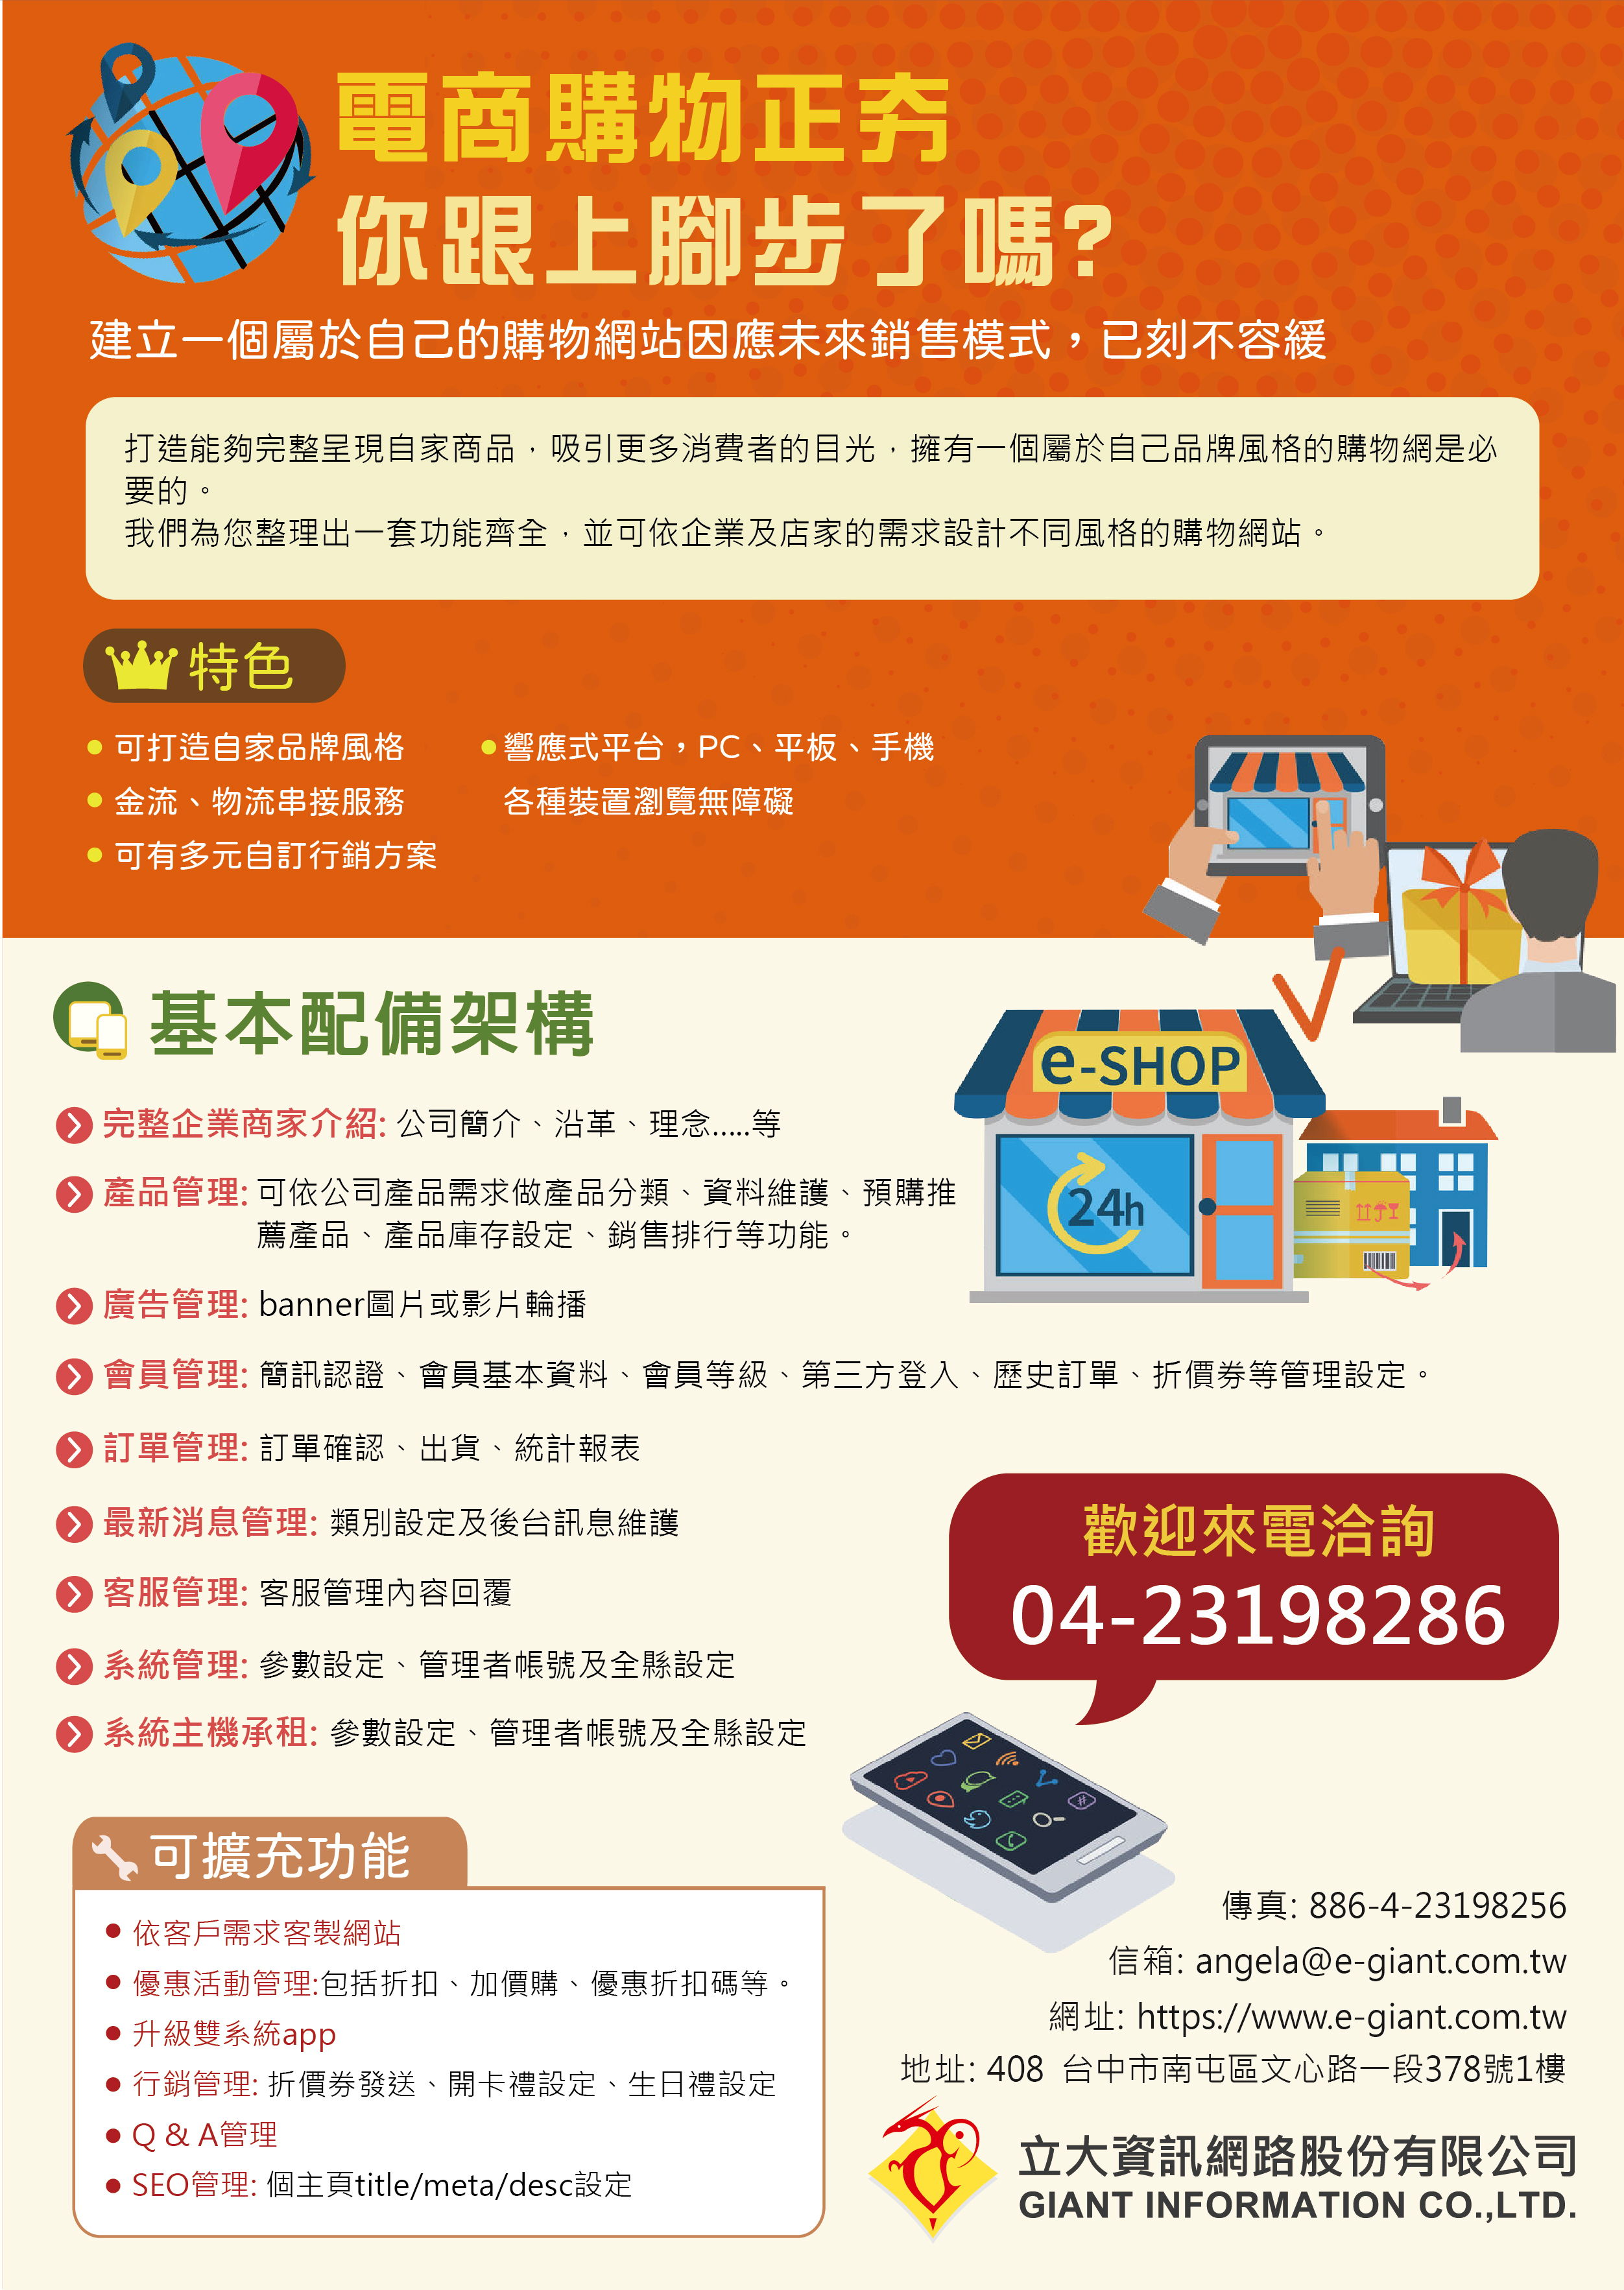 電商購物正夯
你跟上腳步了嗎?
建立一個屬於自己的購物網站因應未來銷售模式，已刻不容緩
打造能夠完整呈現自家商品，吸引更多消費者的目光，擁有一個屬於自己品牌風格的購物網是必
要的。
我們為您整理出一套功能齊全，並可依企業及店家的需求設計不同風格的購物網站。
特色
可打造自家品牌風格
金流、物流串接服務
可有多元自訂行銷方案
響應式平台，PC、平板、手機
各種裝置瀏覽無障礙
基本配備架構
e-SHOP
24h
完整企業商家介紹: 公司簡介、沿革、理念.....等
產品管理: 可依公司產品需求做產品分類、資料維護、預購推
薦產品、產品庫存設定、銷售排行等功能。
廣告管理: banner圖片或影片輪播
會員管理: 簡訊認證、會員基本資料、會員等級、第三方登入、歷史訂單、折價券等管理設定。
訂單管理: 訂單確認、出貨、統計報表
最新消息管理: 類別設定及後台訊息維護
客服管理: 客服管理內容回覆
系統管理: 參數設定、管理者帳號及全縣設定
系統主機承租: 參數設定、管理者帳號及全縣設定
歡迎來電洽詢
04-23198286
可擴充功能
依客戶需求客製網站
優惠活動管理:包括折扣、加價購、優惠折扣碼等。
升級雙系統app
行銷管理: 折價券發送、開卡禮設定、生日禮設定
Q & A管理
SEO管理: 個主頁title/meta/desc設定
傳真: 886-4-23198256
信箱: angela@e-giant.com.tw
網址: https://www.e-giant.com.tw
地址: 408 台中市南屯區文心路一段378號1樓
立大資訊網路股份有限公司
GIANT INFORMATION CO.,LTD.